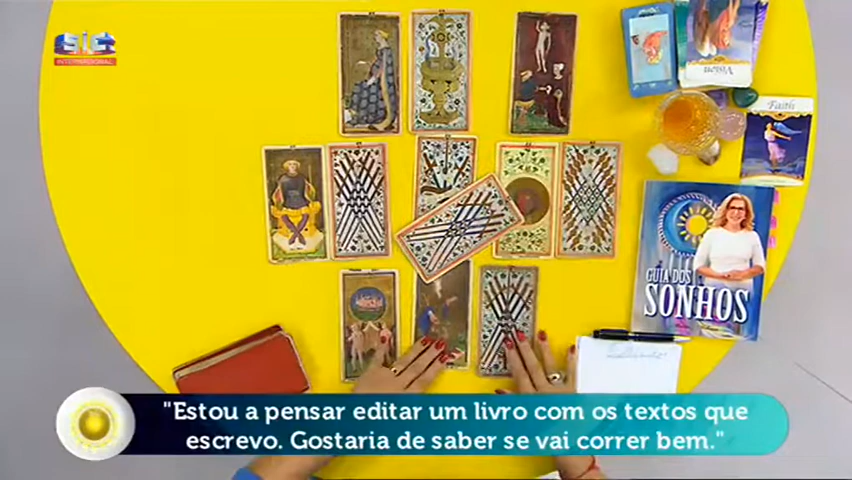 SIC
INTERNACIONAL
Faith
GUIA DOS
SONHOS
"Estou a pensar editar um livro com os textos que
escrevo. Gostaria de saber se vai correr bem."